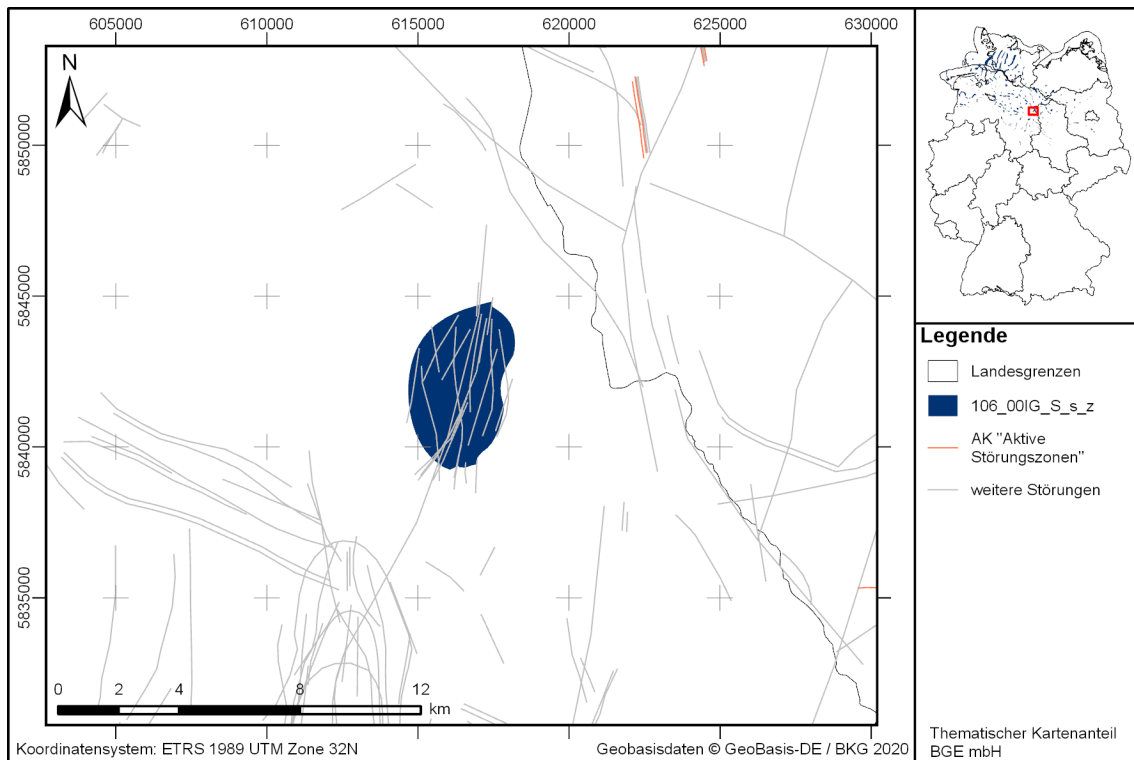 605000 610000 615000 620000 625000 630000
N
5850000
5845000
5840000
5835000
0 2 4 8 12
km
Koordinatensystem: ETRS 1989 UTM Zone 32N
Geobasisdaten © GeoBasis-DE / BKG 2020
Legende
Landesgrenzen
106_00IG_S_s_z
AK "Aktive
Störungszonen"
weitere Störungen
Thematischer Kartenanteil
BGE mbH